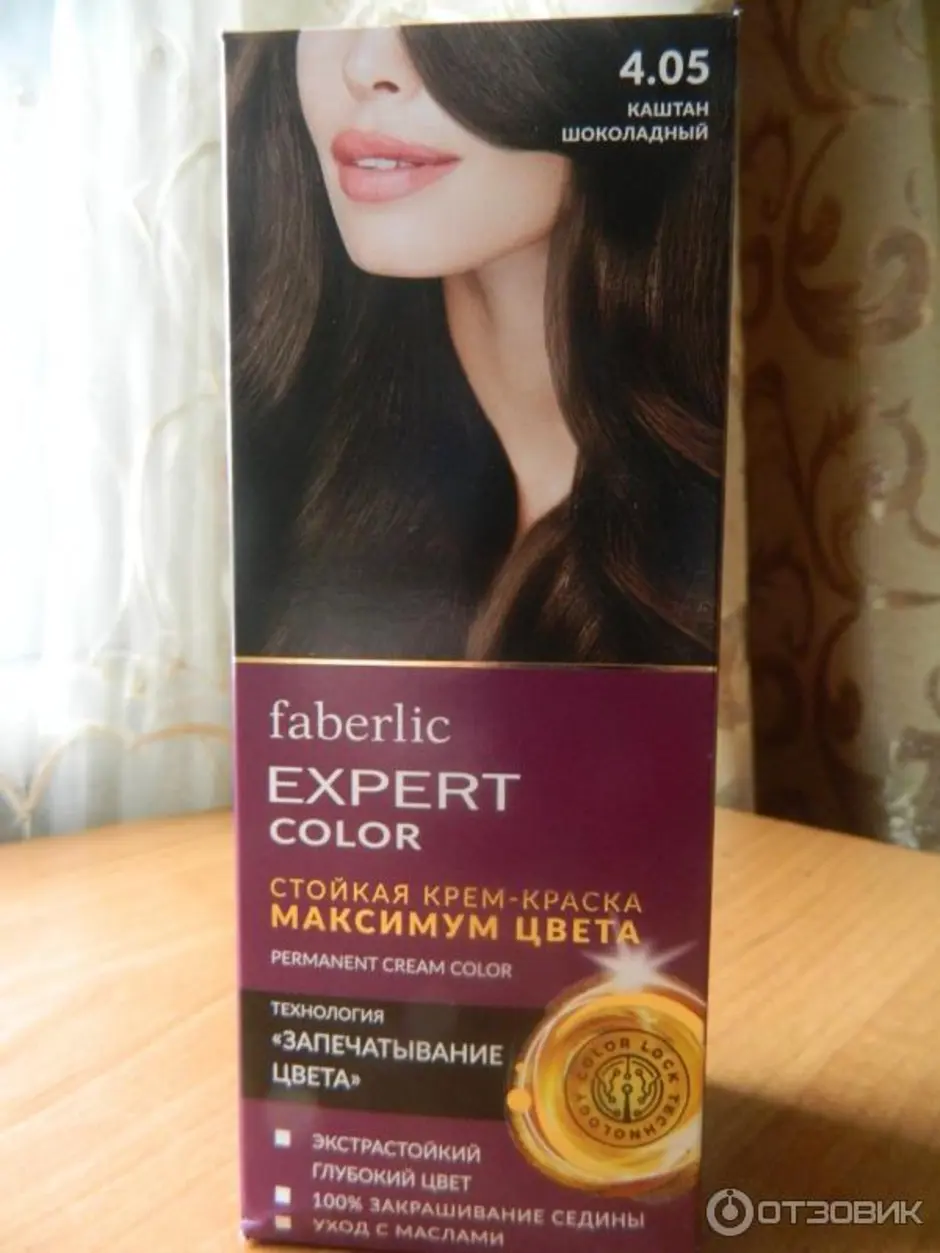 4.05
КАШТАН
ШОКОЛАДНЫЙ
faberlic
EXPERT
COLOR
СТОЙКАЯ КРЕМ-КРАСКА
МАКСИМУМ ЦВЕТА
PERMANENT CREAM COLOR
ТЕХНОЛОГИЯ
«ЗАПЕЧАТЫВАНИЕ
ЦВЕТА»
COLOR LOCK TECHNOLOGY
ЭКСТРАСТОЙКИЙ
ГЛУБОКИЙ ЦВЕТ
100% ЗАКРАШИВАНИЕ СЕДИНЫ
УХОД С МАСЛАМИ
ОТЗОВИК